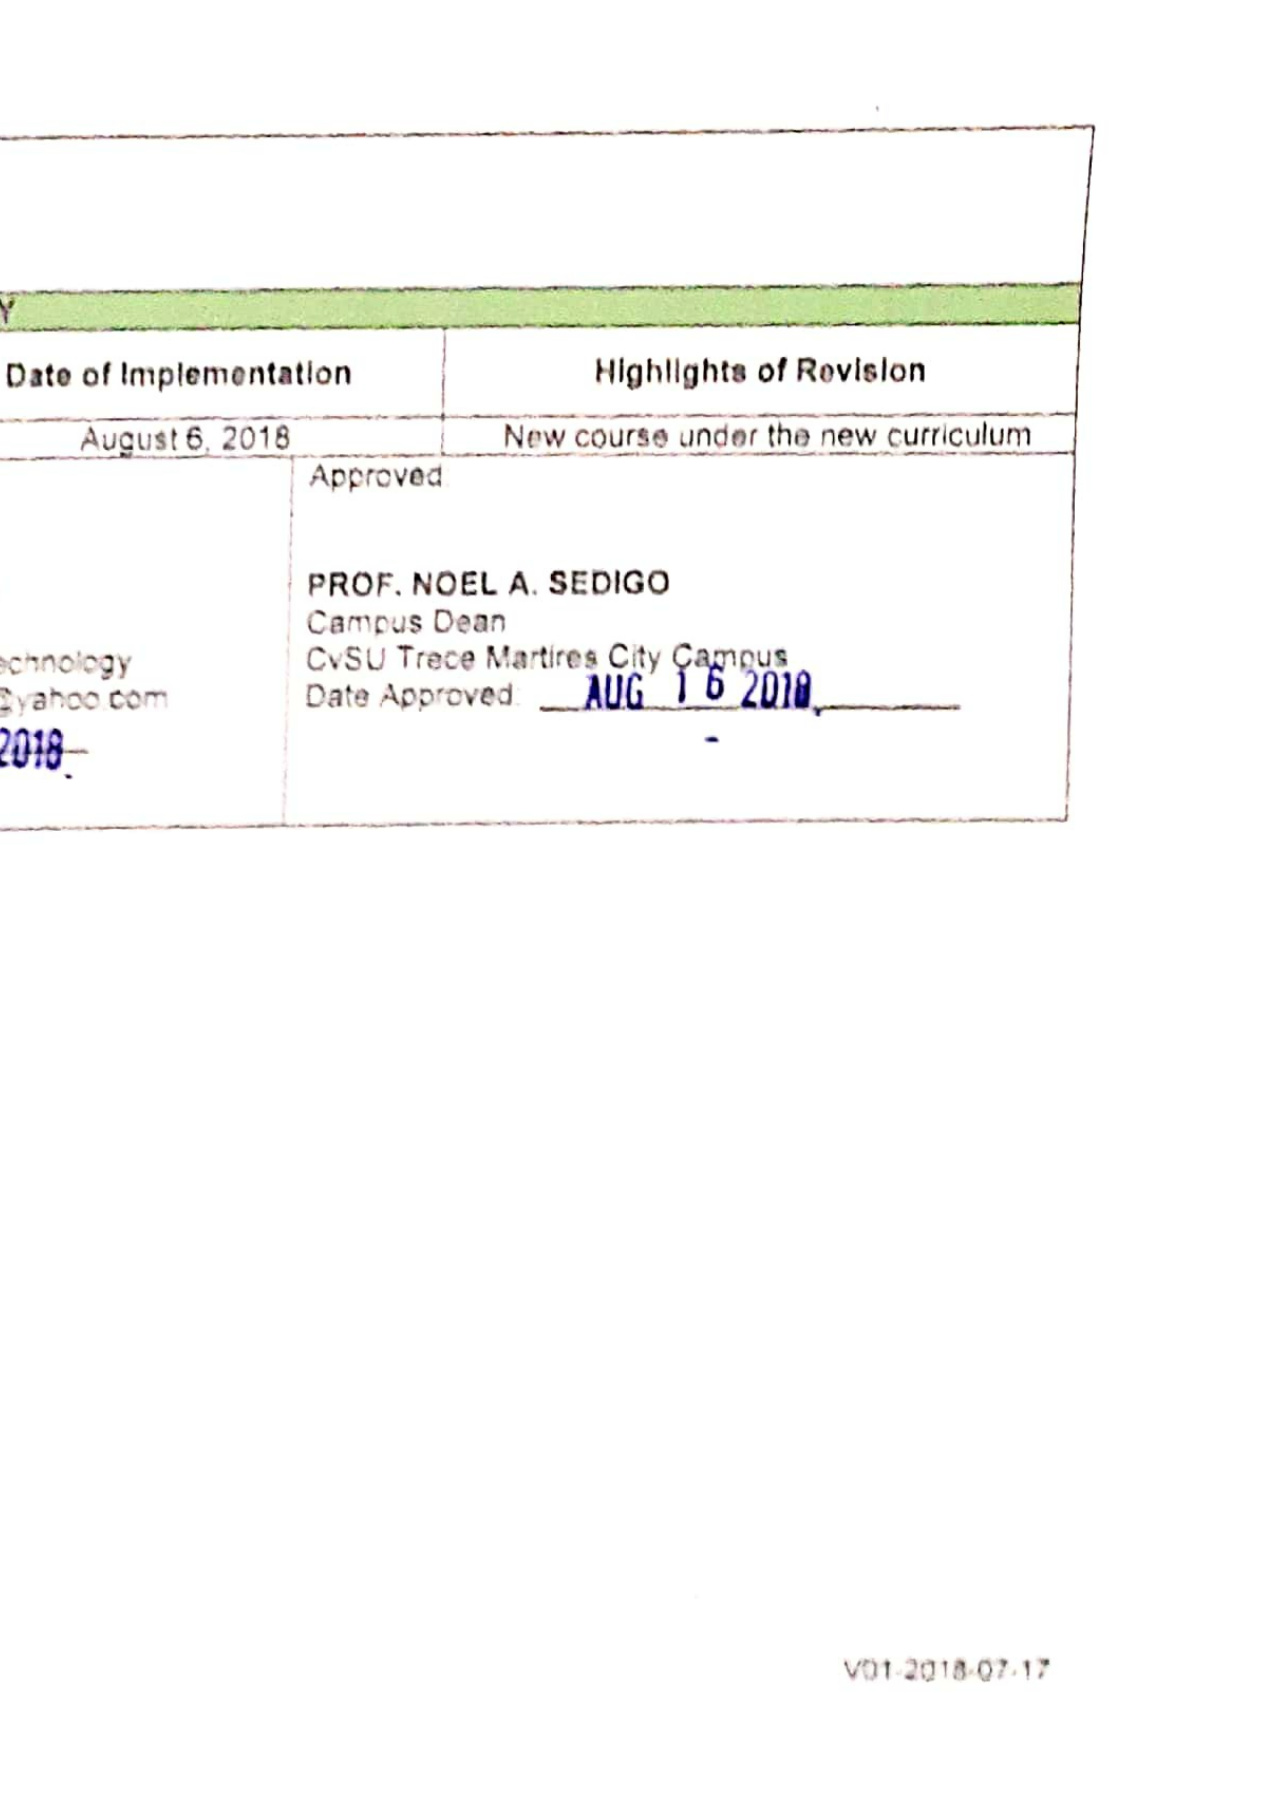 Y
Date of Implementation
Highlights of Revision
August 6, 2018
New course under the new curriculum
Approved:
PROF. NOEL A. SEDIGO
Campus Dean
echnology
CvSU Trece Martires City Campus
@yahoo.com
Date Approved: AUG 16 2018
2018
V01-2018-07-17